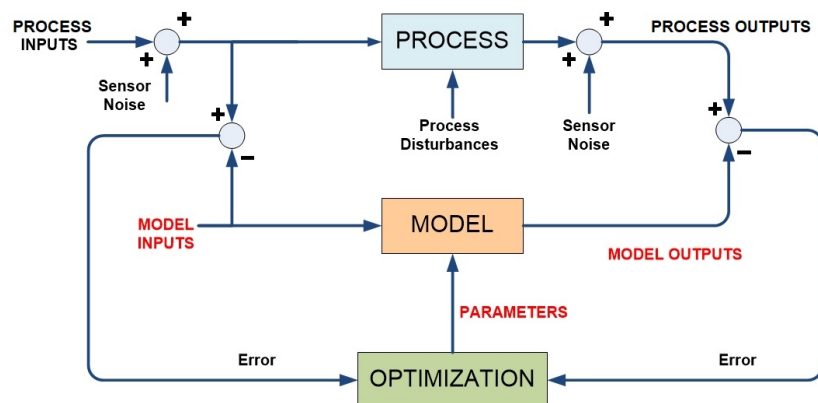 PROCESS
INPUTS
+
+
Sensor
Noise
PROCESS
Process
Disturbances
+
+
Sensor
Noise
PROCESS OUTPUTS
+
−
+
−
MODEL
INPUTS
MODEL
MODEL OUTPUTS
PARAMETERS
Error
OPTIMIZATION
Error